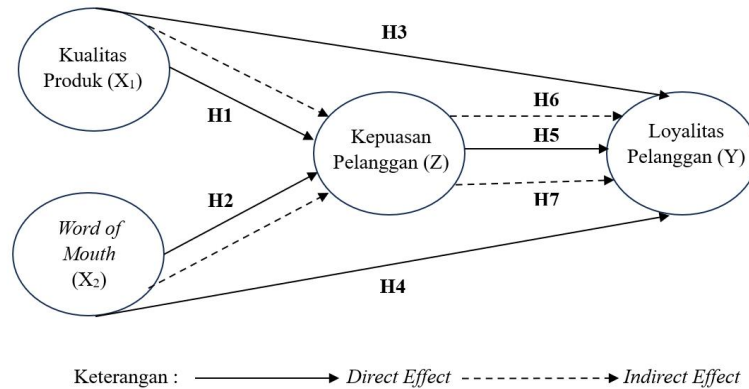 H3
Kualitas
Produk (X₁)
H1
H6
Kepuasan
Pelanggan (Z)
H5
Loyalitas
Pelanggan (Y)
H2
H7
Word of
Mouth
(X₂)
H4
Keterangan : Direct Effect Indirect Effect